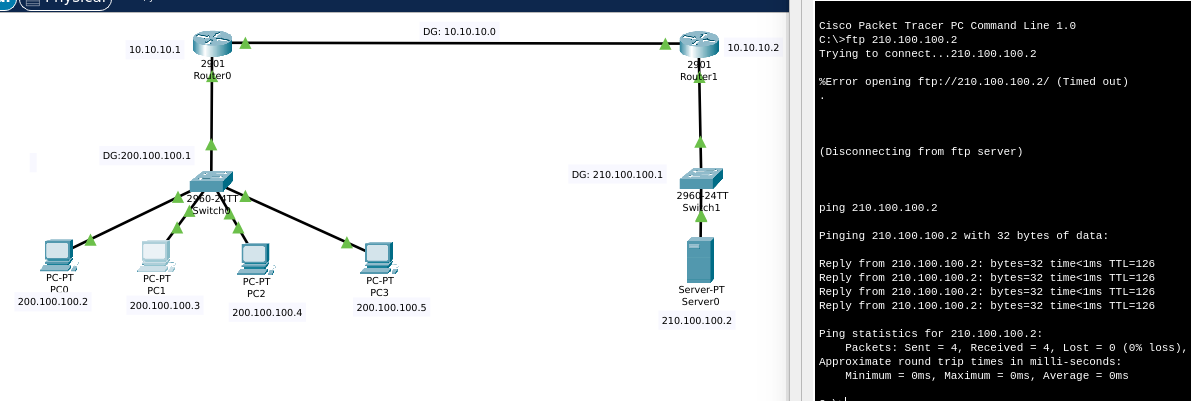 Physical
DG: 10.10.10.0
10.10.10.1
10.10.10.2
2901
Router0
2901
Router1
DG:200.100.100.1
DG: 210.100.100.1
2960-24TT
Switch0
2960-24TT
Switch1
PC-PT
PC0
PC-PT
PC1
PC-PT
PC2
PC-PT
PC3
Server-PT
Server0
200.100.100.2
200.100.100.3
200.100.100.4
200.100.100.5
210.100.100.2
Cisco Packet Tracer PC Command Line 1.0
C:\>ftp 210.100.100.2
Trying to connect...210.100.100.2
%Error opening ftp://210.100.100.2/ (Timed out)
.
(Disconnecting from ftp server)
ping 210.100.100.2
Pinging 210.100.100.2 with 32 bytes of data:
Reply from 210.100.100.2: bytes=32 time<1ms TTL=126
Reply from 210.100.100.2: bytes=32 time<1ms TTL=126
Reply from 210.100.100.2: bytes=32 time<1ms TTL=126
Reply from 210.100.100.2: bytes=32 time<1ms TTL=126
Ping statistics for 210.100.100.2:
Packets: Sent = 4, Received = 4, Lost = 0 (0% loss),
Approximate round trip times in milli-seconds:
Minimum = 0ms, Maximum = 0ms, Average = 0ms